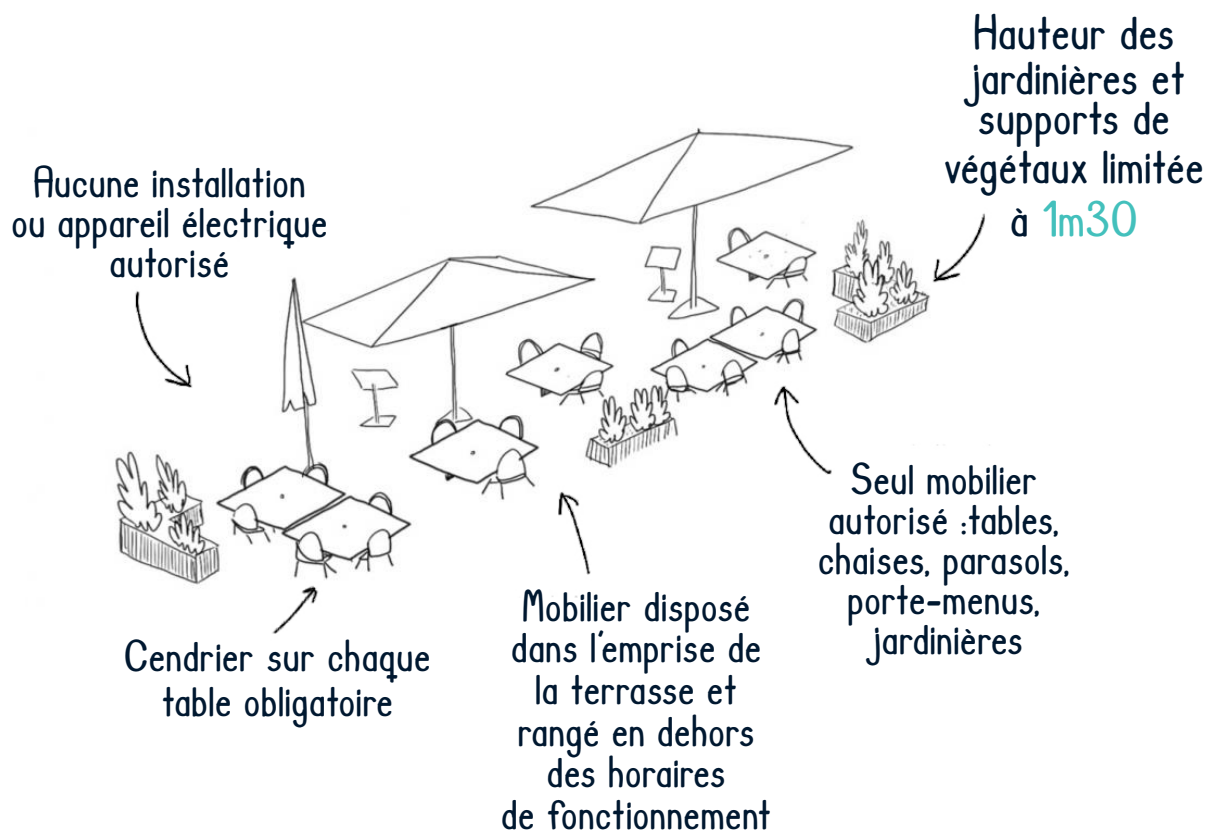 Hauteur des
jardinières et
supports de
végétaux limitée
à 1m30
Aucune installation
ou appareil électrique
autorisé
Seul mobilier
autorisé :tables,
chaises, parasols,
porte-menus,
jardinières
Mobilier disposé
dans l'emprise de
la terrasse et
rangé en dehors
des horaires
de fonctionnement
Cendrier sur chaque
table obligatoire